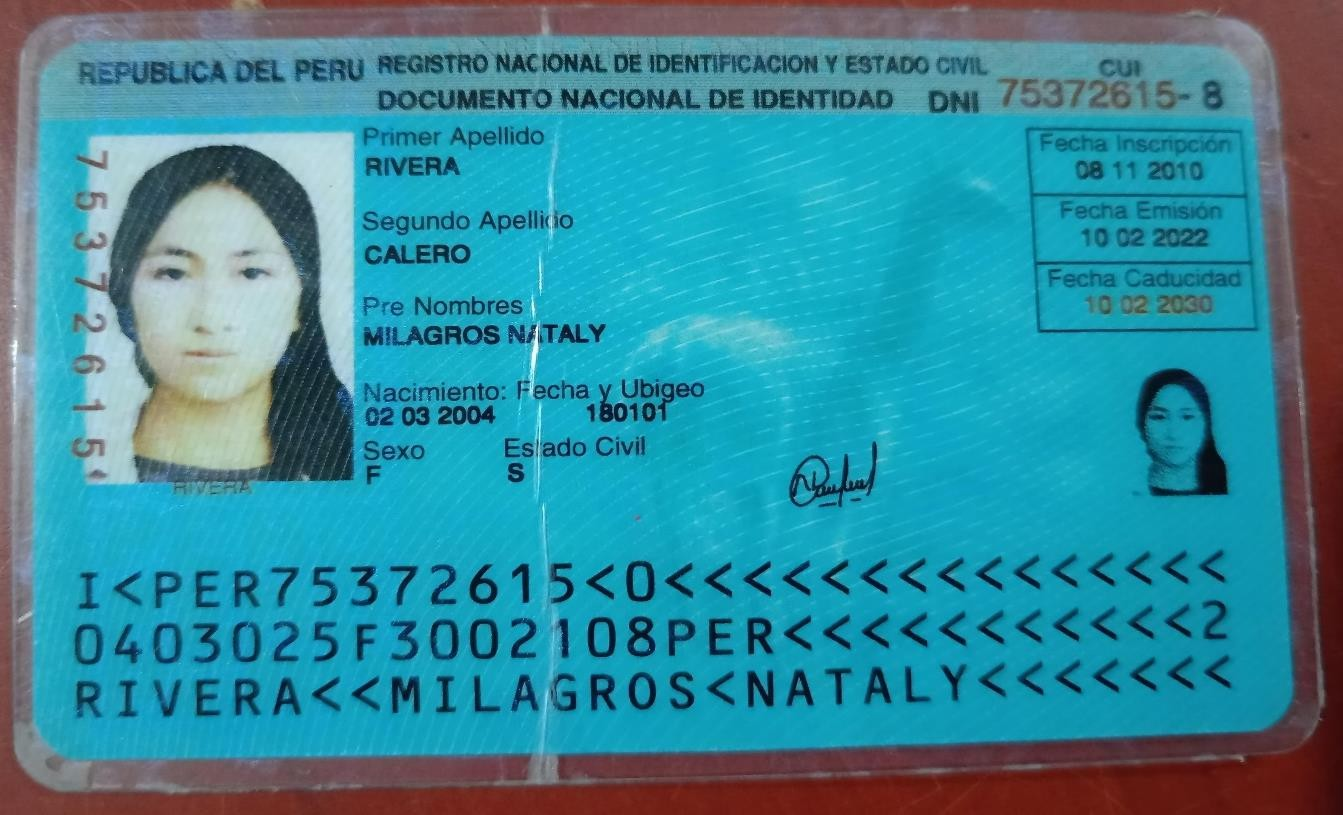 REPUBLICA DEL PERU REGISTRO NACIONAL DE IDENTIFICACION Y ESTADO CIVIL
DOCUMENTO NACIONAL DE IDENTIDAD
CUI
DNI 75372615- 8
75372615
Primer Apellido
RIVERA
Segundo Apellido
CALERO
Pre Nombres
MILAGROS NATALY
Nacimiento: Fecha y Ubigeo
02 03 2004 180101
Sexo Estado Civil
F S
RIVERA
Fecha Inscripción
08 11 2010
Fecha Emisión
10 02 2022
Fecha Caducidad
10 02 2030
I<PER75372615<0<<<<<<<<<<<<<<<
0403025F3002108PER<<<<<<<<<<<2
RIVERA<<MILAGROS<NATALY<<<<<<<